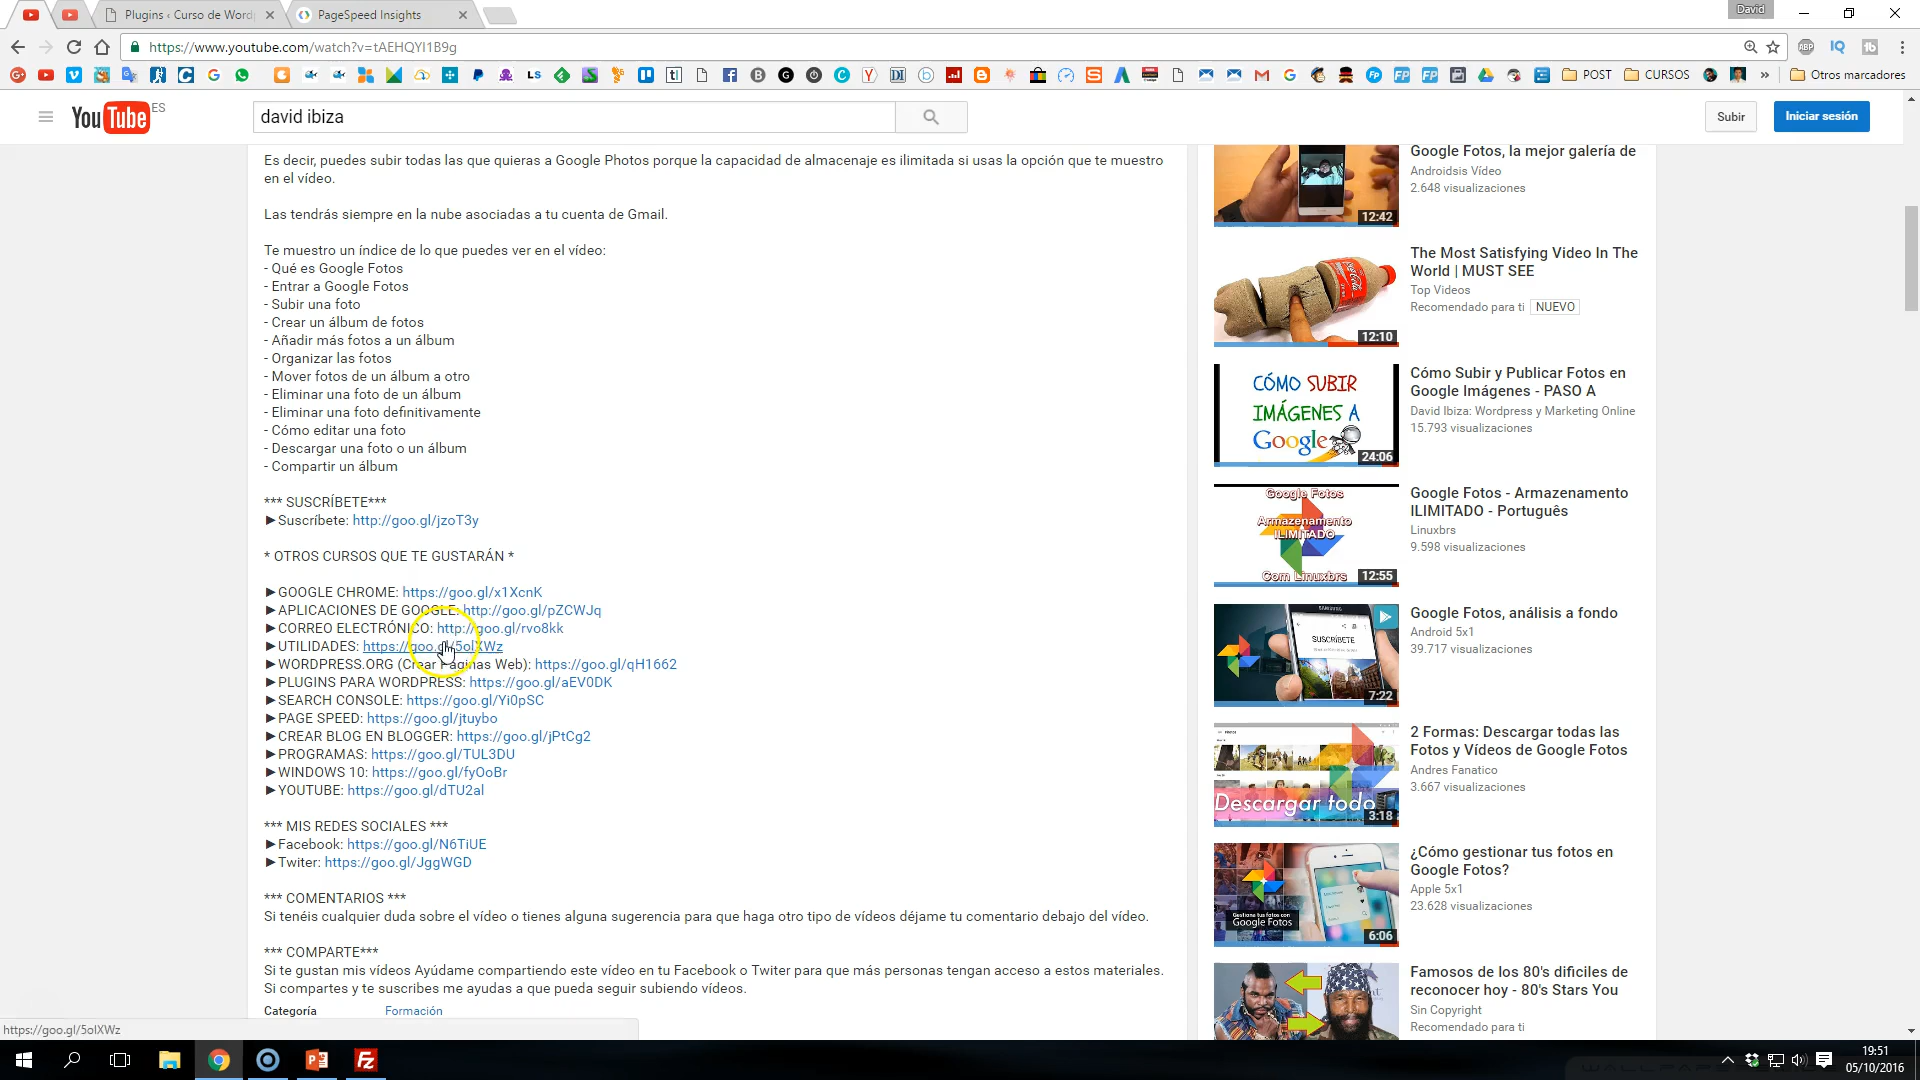 Plugins ‹ Curso de Word
PageSpeed Insights
David
https://www.youtube.com/watch?v=tAEHQYI1B9g
POST
CURSOS
Otros marcadores
YouTube ES
david ibiza
Subir
Iniciar sesión
Es decir, puedes subir todas las que quieras a Google Photos porque la capacidad de almacenaje es ilimitada si usas la opción que te muestro
en el vídeo.
Las tendrás siempre en la nube asociadas a tu cuenta de Gmail.
Te muestro un índice de lo que puedes ver en el vídeo:
- Qué es Google Fotos
- Entrar a Google Fotos
- Subir una foto
- Crear un álbum de fotos
- Añadir más fotos a un álbum
- Organizar las fotos
- Mover fotos de un álbum a otro
- Eliminar una foto de un álbum
- Eliminar una foto definitivamente
- Cómo editar una foto
- Descargar una foto o un álbum
- Compartir un álbum
*** SUSCRÍBETE***
►Suscríbete: http://goo.gl/jzoT3y
* OTROS CURSOS QUE TE GUSTARÁN *
►GOOGLE CHROME: https://goo.gl/x1XcnK
►APLICACIONES DE GOOGLE: http://goo.gl/pZCWJq
►CORREO ELECTRÓNICO: http://goo.gl/rvo8kk
►UTILIDADES: https://goo.gl/5olXWz
►WORDPRESS.ORG (Crear Páginas Web): https://goo.gl/qH1662
►PLUGINS PARA WORDPRESS: https://goo.gl/aEV0DK
►SEARCH CONSOLE: https://goo.gl/Yi0pSC
►PAGE SPEED: https://goo.gl/jtuybo
►CREAR BLOG EN BLOGGER: https://goo.gl/jPtCg2
►PROGRAMAS: https://goo.gl/TUL3DU
►WINDOWS 10: https://goo.gl/fyOoBr
►YOUTUBE: https://goo.gl/dTU2al
*** MIS REDES SOCIALES ***
►Facebook: https://goo.gl/N6TiUE
►Twiter: https://goo.gl/JggWGD
*** COMENTARIOS ***
Si tenéis cualquier duda sobre el vídeo o tienes alguna sugerencia para que haga otro tipo de vídeos déjame tu comentario debajo del vídeo.
*** COMPARTE***
Si te gustan mis vídeos Ayúdame compartiendo este vídeo en tu Facebook o Twiter para que más personas tengan acceso a estos materiales.
Si compartes y te suscribes me ayudas a que pueda seguir subiendo vídeos.
Categoría Formación
https://goo.gl/5olXWz
12:42
Google Fotos, la mejor galería de
Androidsis Vídeo
2.648 visualizaciones
12:10
The Most Satisfying Video In The
World | MUST SEE
Top Videos
Recomendado para ti NUEVO
CÓMO SUBIR
IMÁGENES A
Google
24:06
Cómo Subir y Publicar Fotos en
Google Imágenes - PASO A
David Ibiza: Wordpress y Marketing Online
15.793 visualizaciones
Google Fotos
Armazenamento
ILIMITADO
Com Linuxbrs
12:55
Google Fotos - Armazenamento
ILIMITADO - Português
Linuxbrs
9.598 visualizaciones
SAMSUNG
SUSCRÍBETE
7:22
Google Fotos, análisis a fondo
Android 5x1
39.717 visualizaciones
Descargar todo
3:18
2 Formas: Descargar todas las
Fotos y Vídeos de Google Fotos
Andres Fanatico
3.667 visualizaciones
Gestiona tus fotos con
Google Fotos
6:06
¿Cómo gestionar tus fotos en
Google Fotos?
Apple 5x1
23.628 visualizaciones
Famosos de los 80's dificiles de
reconocer hoy - 80's Stars You
Sin Copyright
Recomendado para ti
19:51
05/10/2016